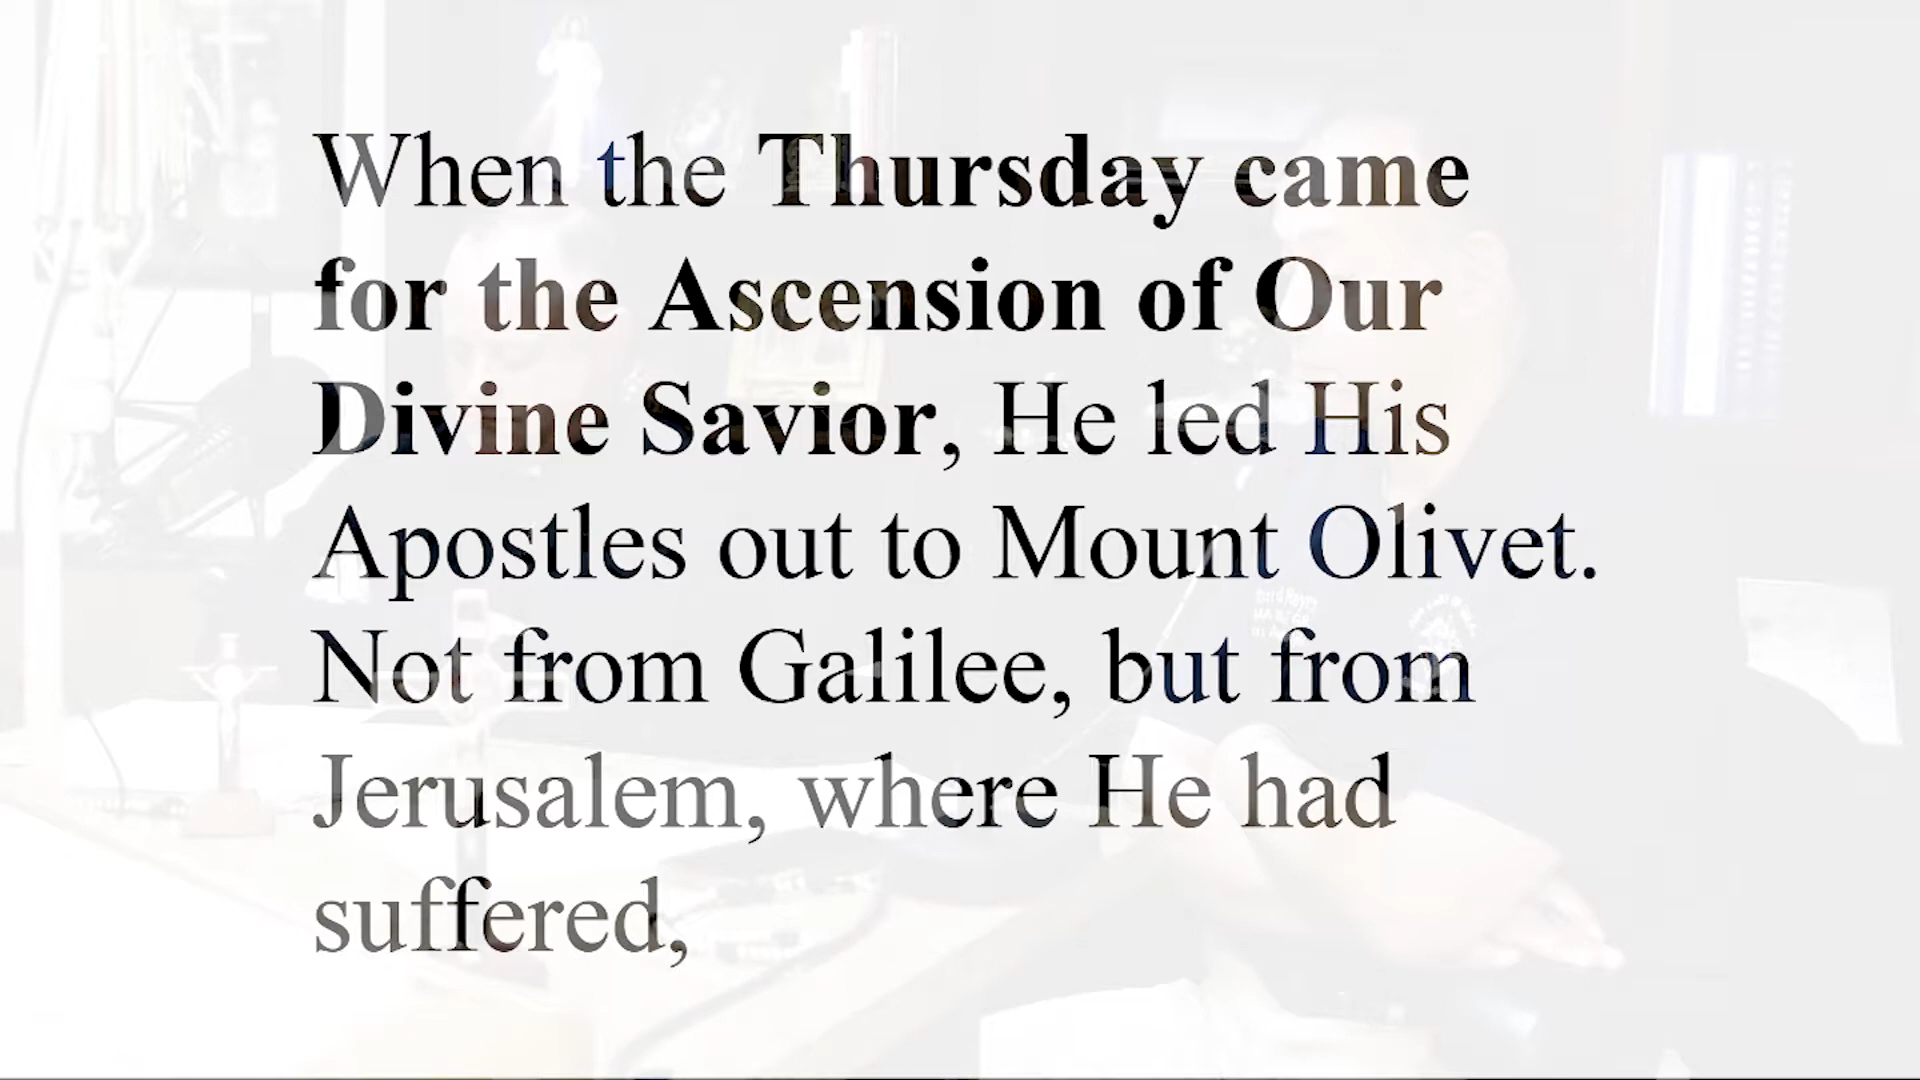 When the Thursday came
for the Ascension of Our
Divine Savior, He led His
Apostles out to Mount Olivet.
Not from Galilee, but from
Jerusalem, where He had
suffered,